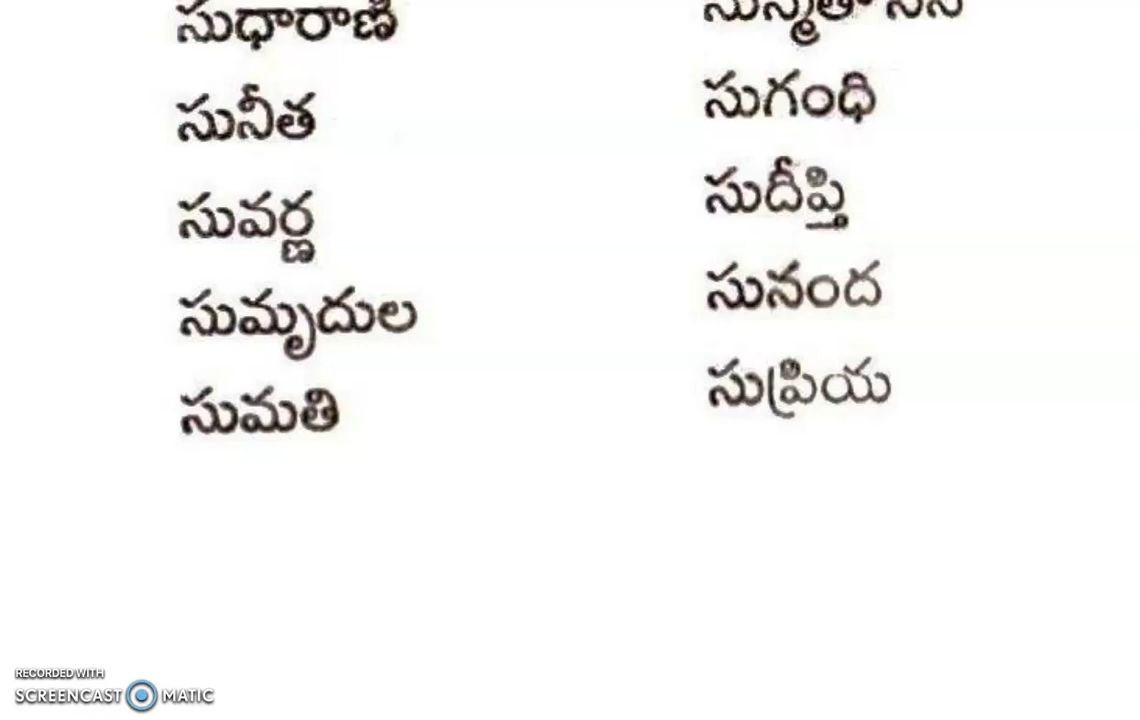 సుధారాణి
సునీత
సువర్ణ
సుమృదుల
సుమతి
సుగంధి
సుదీప్తి
సునంద
సుప్రియ
RECORDED WITH
SCREENCAST MATIC